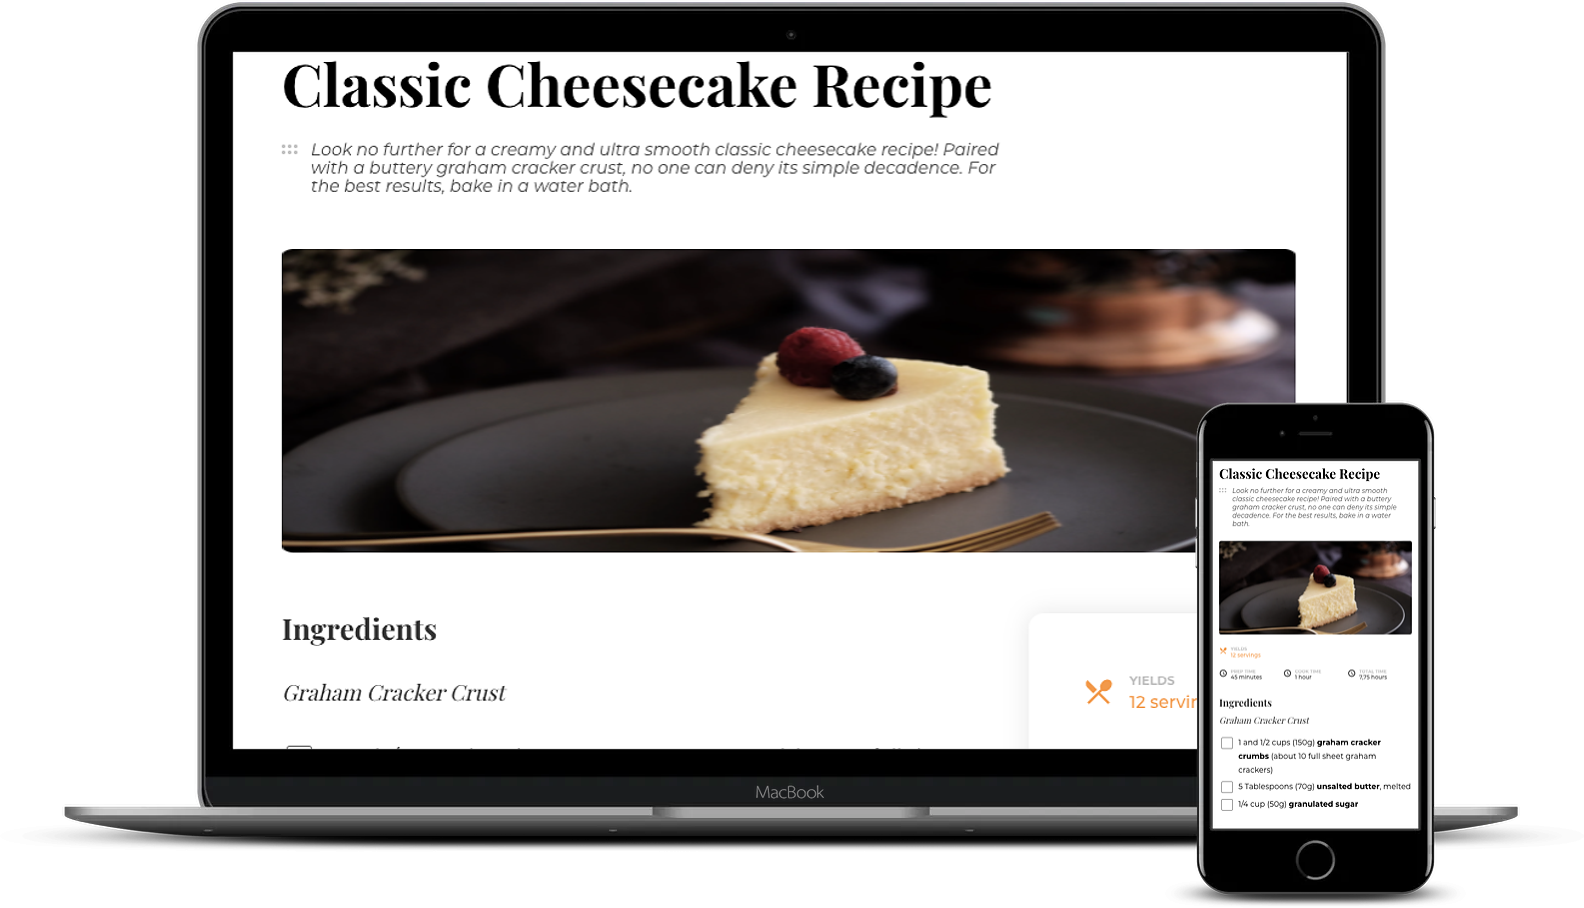 Classic Cheesecake Recipe
Look no further for a creamy and ultra smooth classic cheesecake recipe! Paired
with a buttery graham cracker crust, no one can deny its simple decadence. For
the best results, bake in a water bath.
Ingredients
Graham Cracker Crust
YIELDS
12 servin
MacBook
Classic Cheesecake Recipe
Look no further for a creamy and ultra smooth
classic cheesecake recipe! Paired with a buttery
graham cracker crust, no one can deny its simple
decadence. For the best results, bake in a water
bath.
YIELDS
12 servings
PREP TIME
45 minutes
COOK TIME
1 hour
TOTAL TIME
7,75 hours
Ingredients
Graham Cracker Crust
1 and 1/2 cups (150g) graham cracker
crumbs (about 10 full sheet graham
crackers)
5 Tablespoons (70g) unsalted butter, melted
1/4 cup (50g) granulated sugar